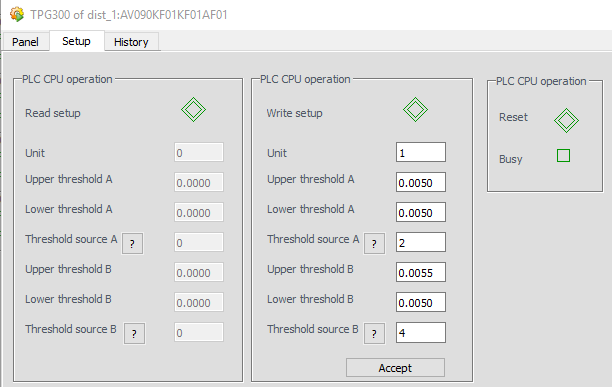 TPG300 of dist_1:AV090KF01KF01AF01
Panel Setup History
PLC CPU operation
Read setup
Unit 0
Upper threshold A 0.0000
Lower threshold A 0.0000
Threshold source A ? 0
Upper threshold B 0.0000
Lower threshold B 0.0000
Threshold source B ? 0
PLC CPU operation
Write setup
Unit 1
Upper threshold A 0.0050
Lower threshold A 0.0050
Threshold source A ? 2
Upper threshold B 0.0055
Lower threshold B 0.0050
Threshold source B ? 4
Accept
PLC CPU operation
Reset
Busy